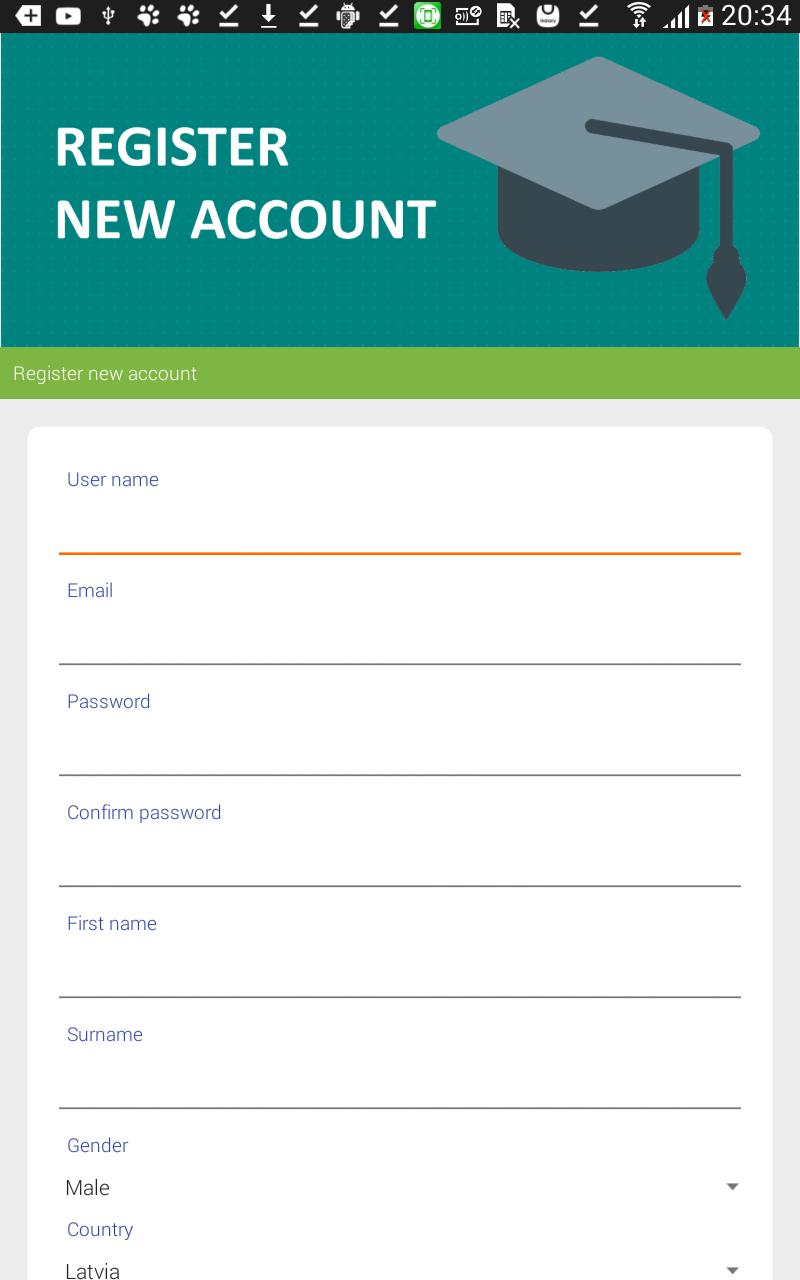 20:34
REGISTER
NEW ACCOUNT
Register new account
User name
Email
Password
Confirm password
First name
Surname
Gender
Male
Country
Latvia